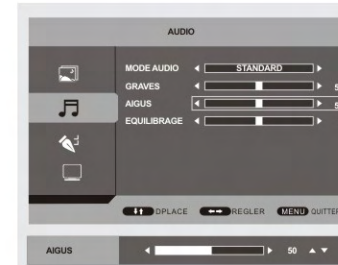 AUDIO
MODE AUDIO STANDARD
GRAVES
AIGUS
EQUILIBRAGE
DPLACE REGLER MENU QUITTER
AIGUS 50